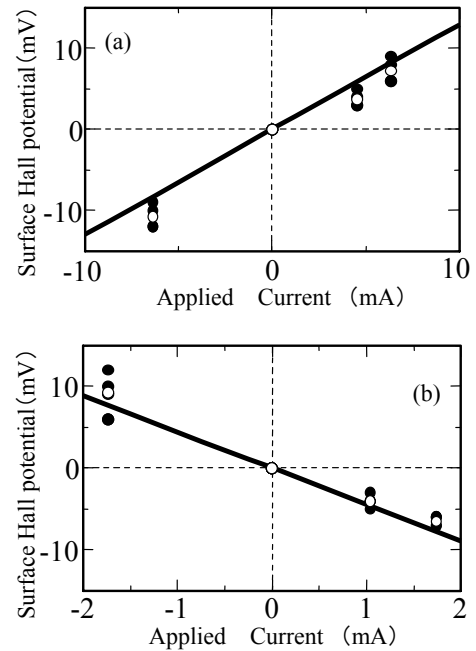 (a)
Surface Hall potential（mV）
10
0
-10
-10
0
10
Applied Current （mA）
(b)
Surface Hall potential（mV）
10
0
-10
-2
-1
0
1
2
Applied Current （mA）